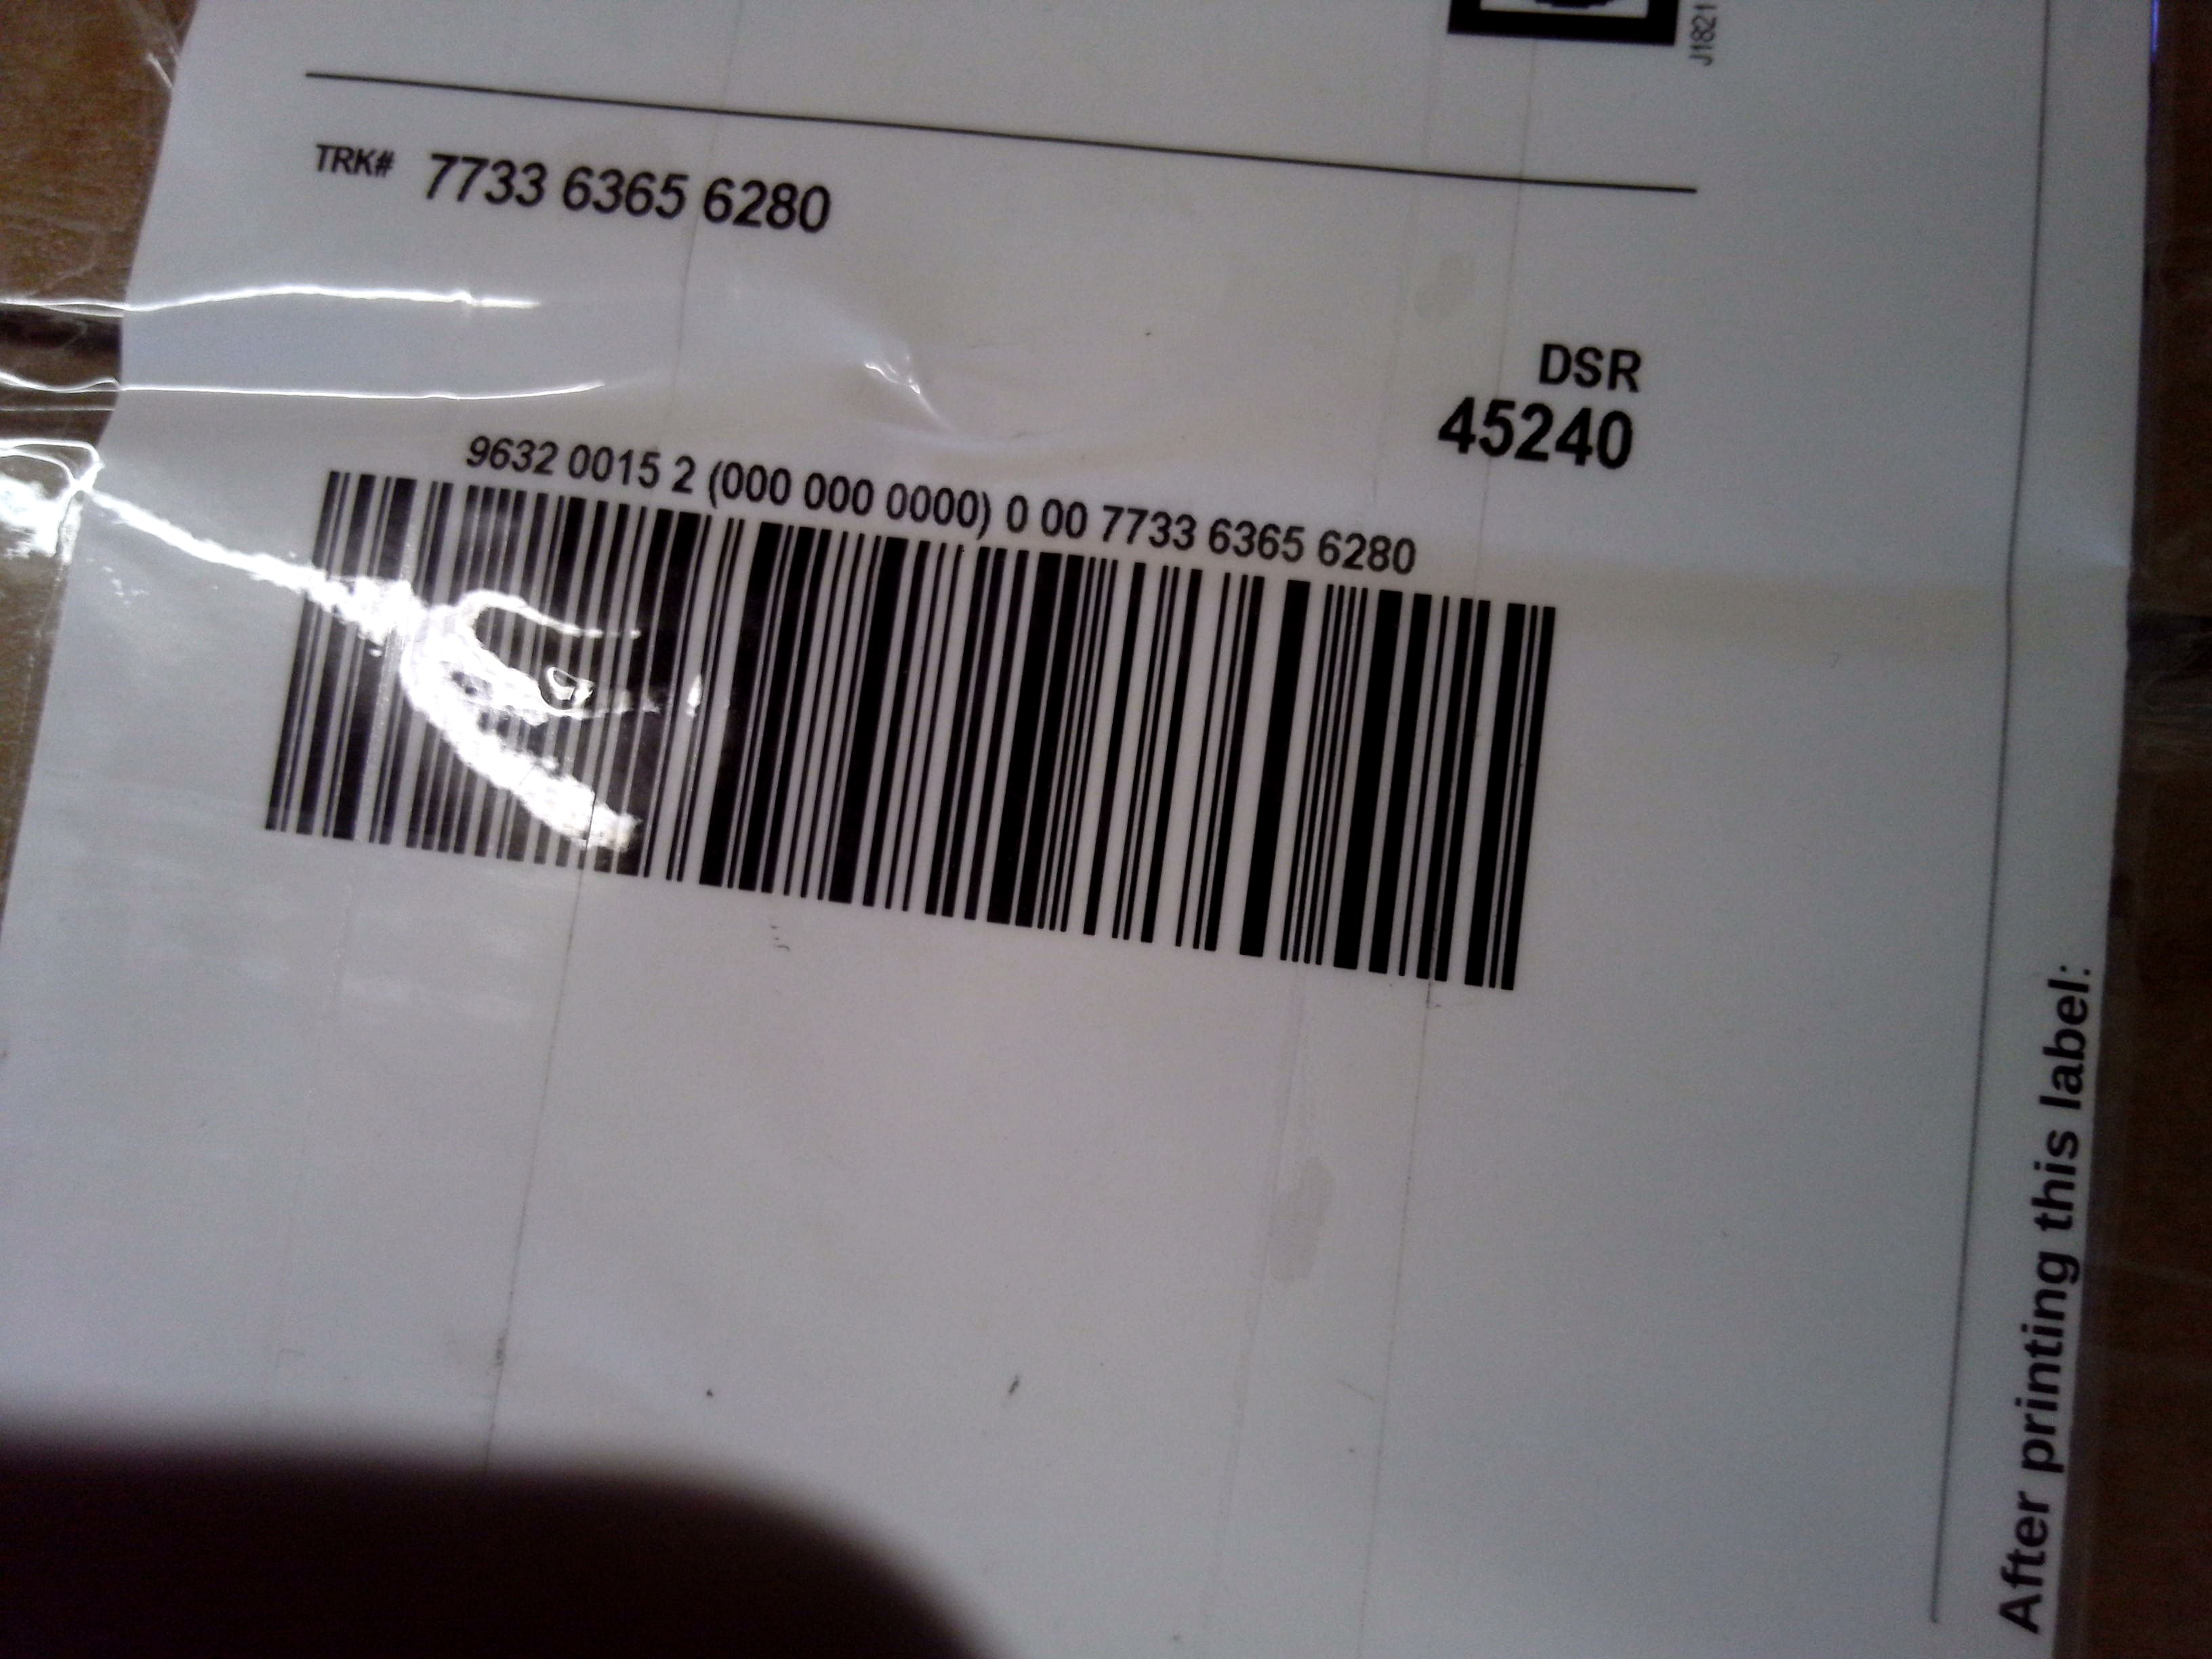 J1821
TRK# 7733 6365 6280
DSR
45240
9632 0015 2 (000 000 0000) 0 00 7733 6365 6280
After printing this label: